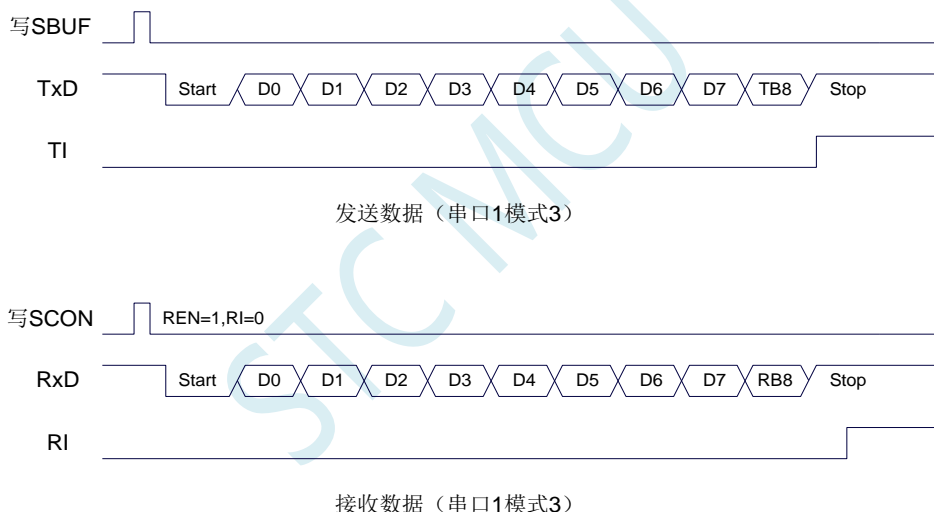 写SBUF
TxD Start D0 D1 D2 D3 D4 D5 D6 D7 TB8 Stop
TI
发送数据（串口1模式3）
写SCON REN=1,RI=0
RxD Start D0 D1 D2 D3 D4 D5 D6 D7 RB8 Stop
RI
接收数据（串口1模式3）
STC MCU